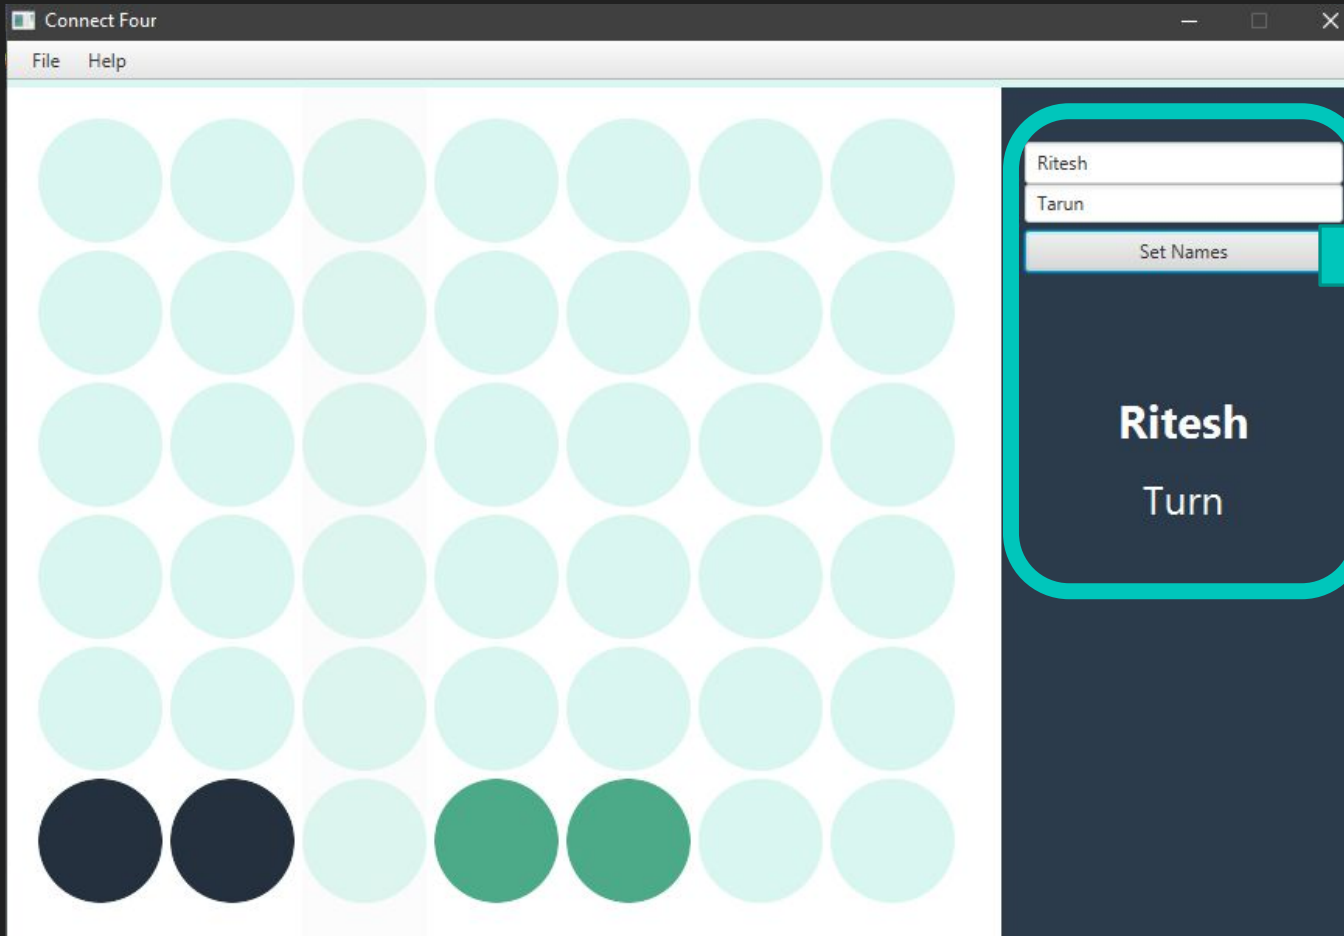 Connect Four
File Help
Ritesh
Tarun
Set Names
Ritesh
Turn